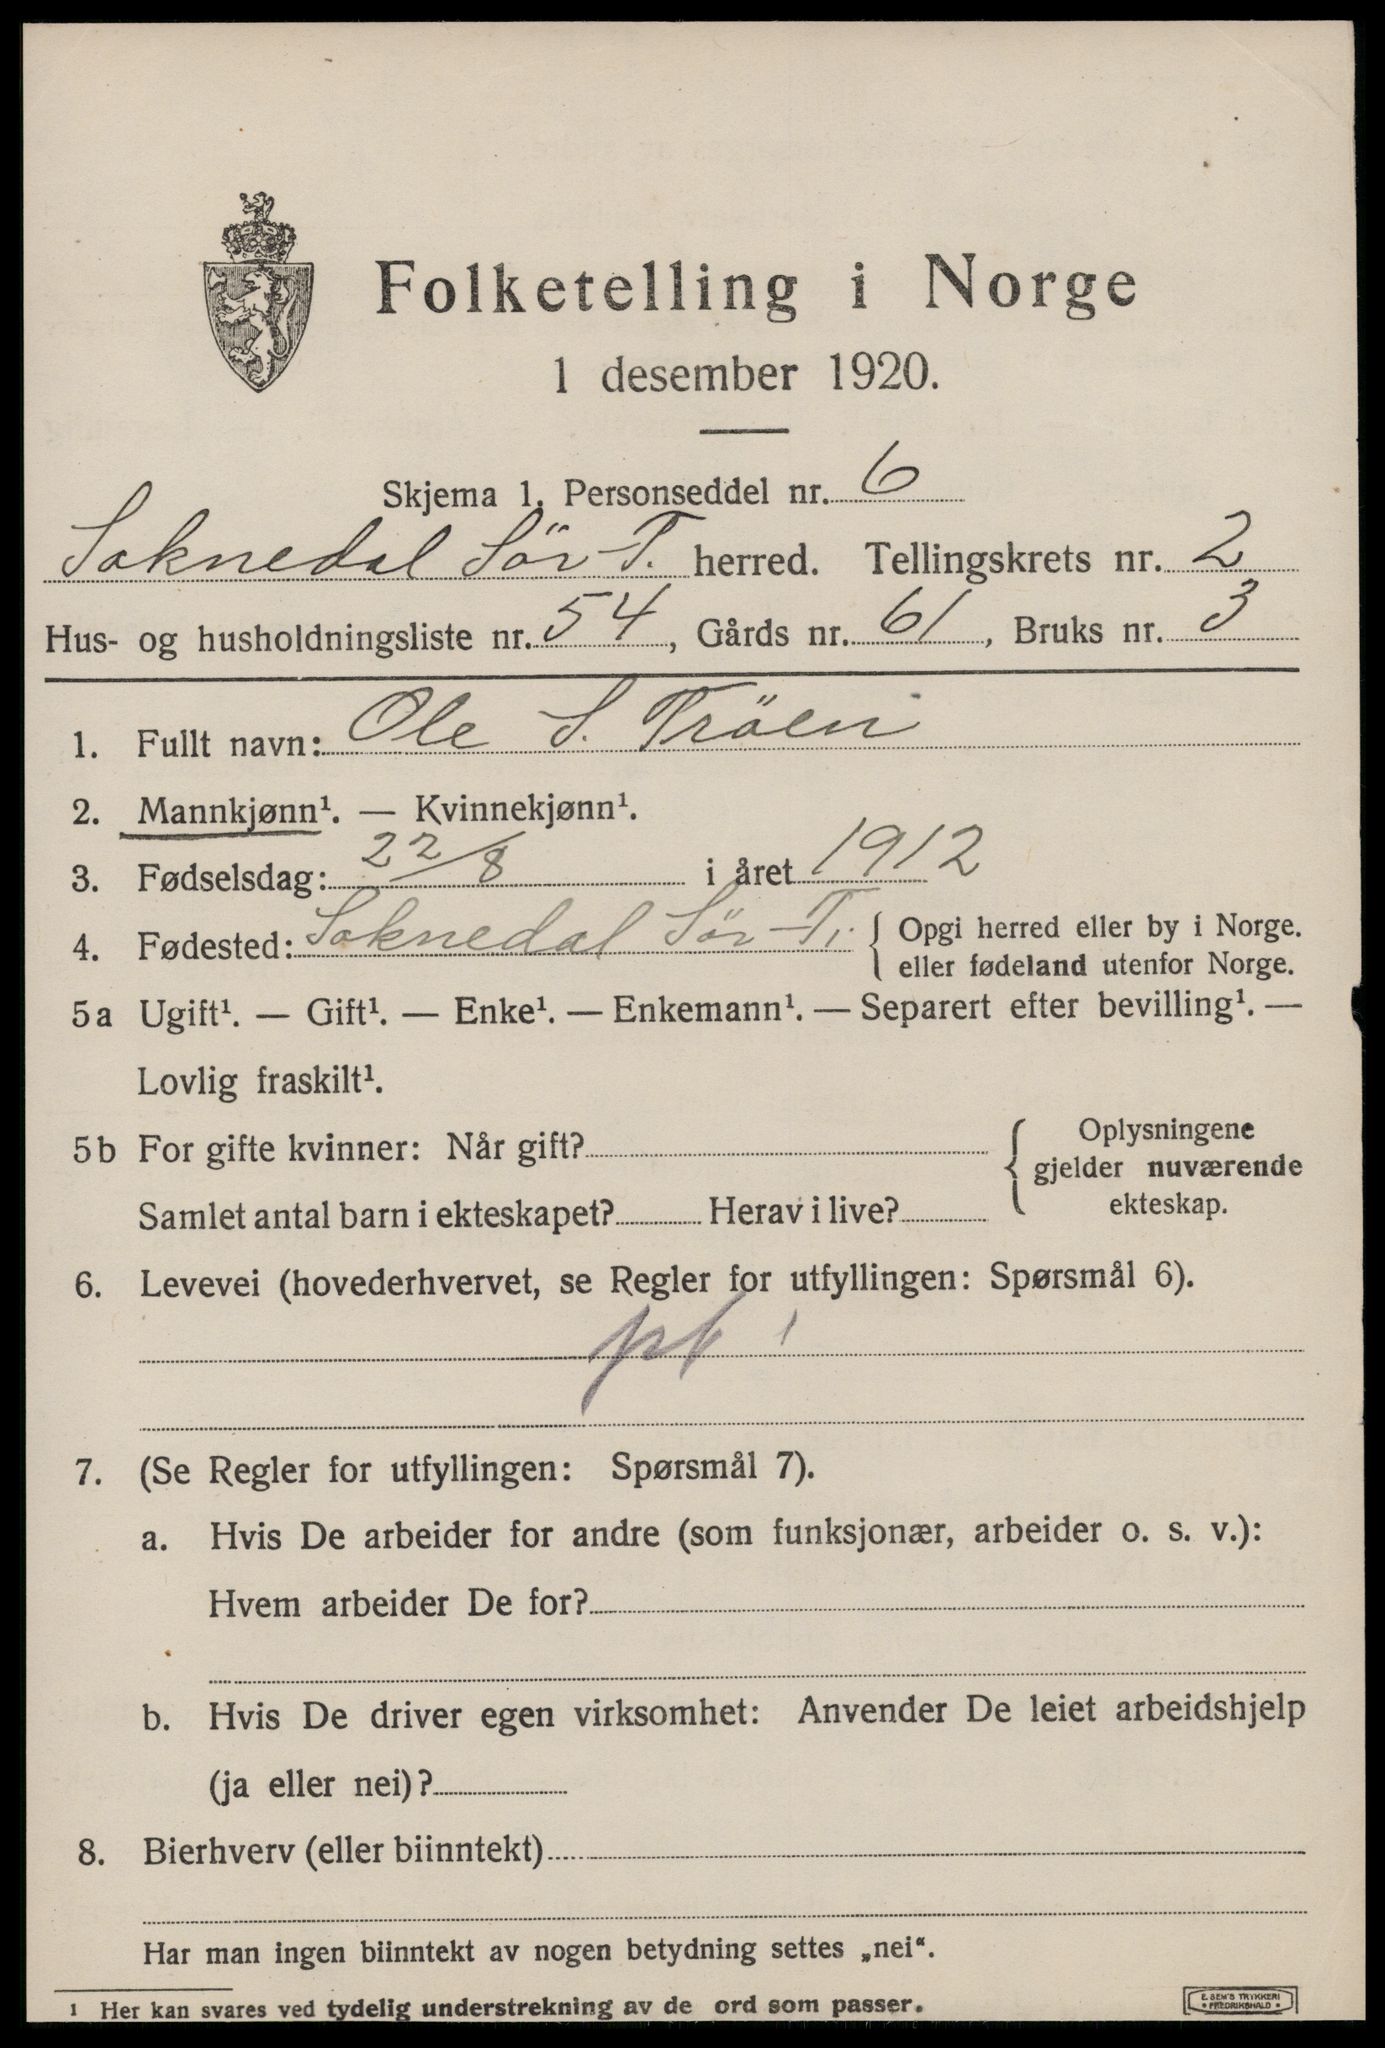 Folketelling i Norge
1 desember 1920.
Skjema 1. Personseddel nr. 6
Soknedal Sör-T. herred. Tellingskrets nr. 2
Hus- og husholdningsliste nr. 54, Gårds nr. 61, Bruks nr. 3
1. Fullt navn: Ole S. Tröen
2. Mannkjønn¹. — Kvinnekjønn¹.
3. Fødselsdag: 22/8 i året 1912
4. Fødested: Soknedal Sör-T. { Opgi herred eller by i Norge.
eller fødeland utenfor Norge.
5 a Ugift¹. — Gift¹. — Enke¹. — Enkemann¹. — Separert efter bevilling¹. —
Lovlig fraskilt¹.
5 b For gifte kvinner: Når gift? { Oplysningene
gjelder nuværende
ekteskap.
Samlet antal barn i ekteskapet? Herav i live?
6. Levevei (hovederhvervet, se Regler for utfyllingen: Spørsmål 6).
7. (Se Regler for utfyllingen: Spørsmål 7).
a. Hvis De arbeider for andre (som funksjonær, arbeider o. s. v.):
Hvem arbeider De for?
b. Hvis De driver egen virksomhet: Anvender De leiet arbeidshjelp
(ja eller nei)?
8. Bierhverv (eller biinntekt)
Har man ingen biinntekt av nogen betydning settes „nei“.
1 Her kan svares ved tydelig understrekning av de ord som passer.
E. SEM'S TRYKKERI
• FREDRIKSHALD •